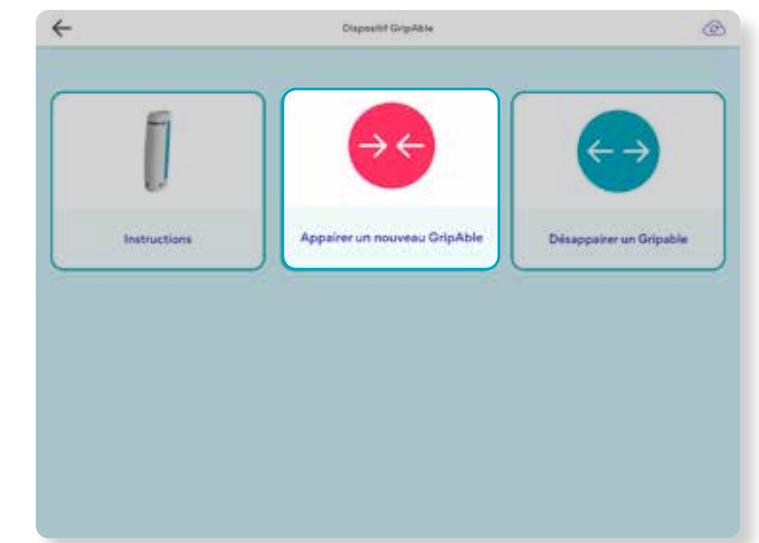 Dispositif GripAble
Instructions
Appairer un nouveau GripAble
Désappairer un Gripable